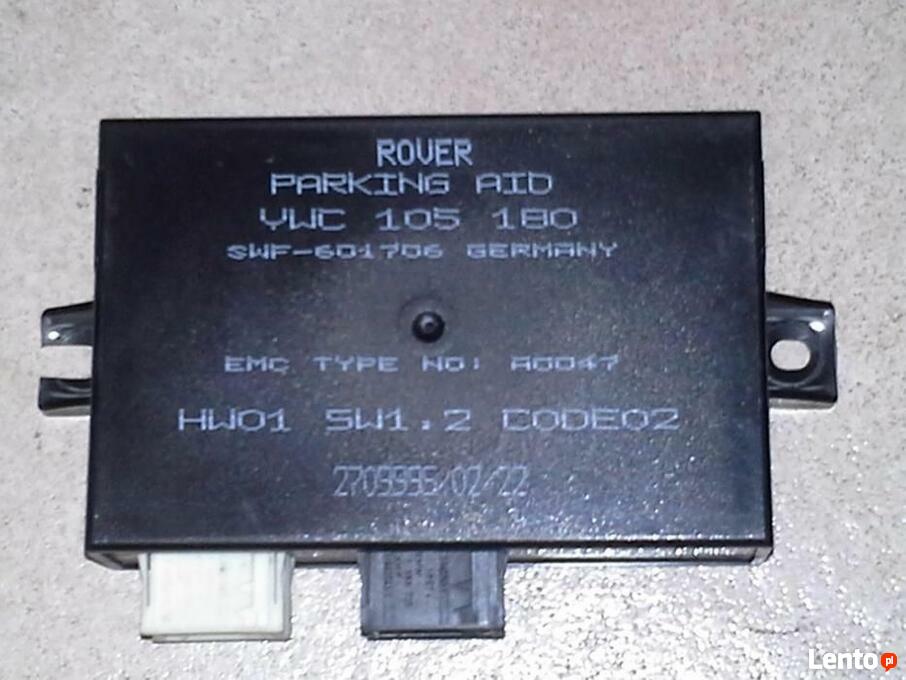 ROVER
PARKING AID
YWC 105 180
SWF-601706 GERMANY
EMC TYPE NO: A0047
HW01 SW1.2 CODE02
2709996/02/22
Lento pl